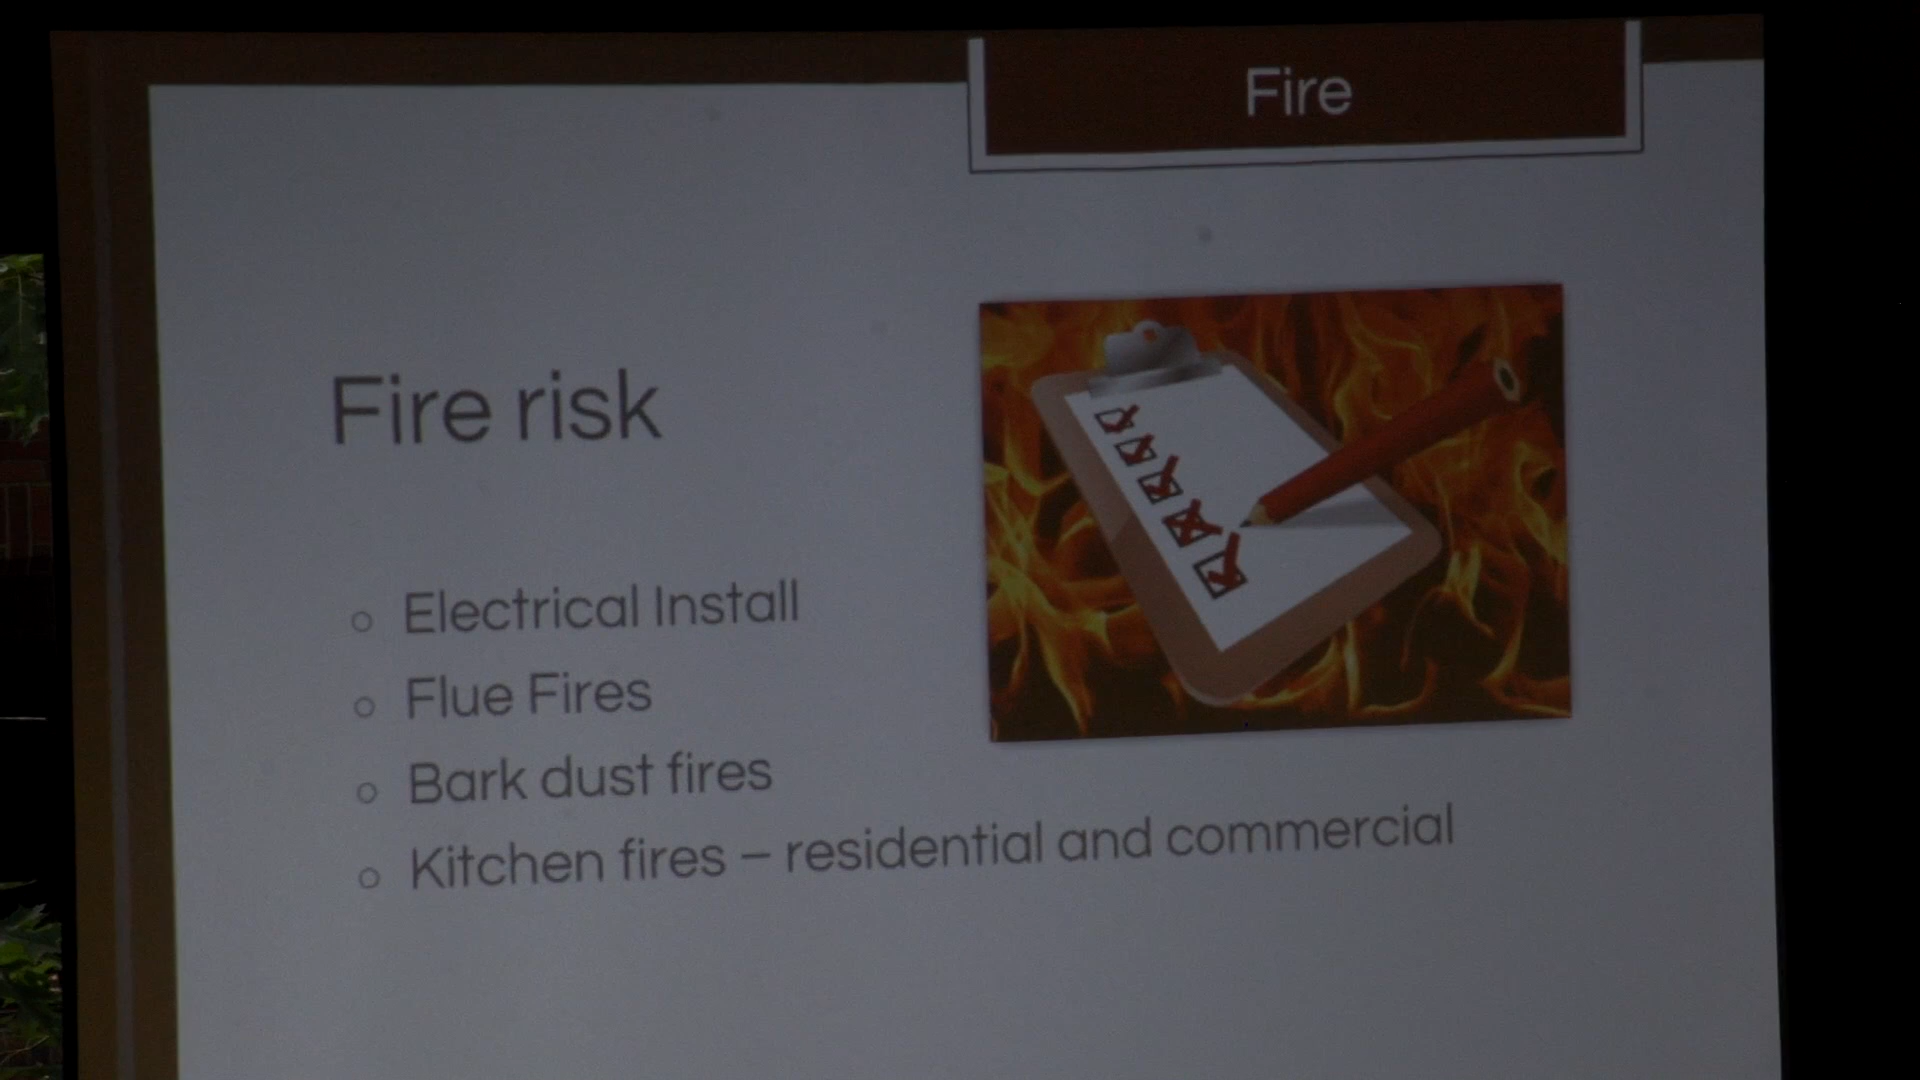 Fire
Fire risk
Electrical Install
Flue Fires
Bark dust fires
Kitchen fires – residential and commercial